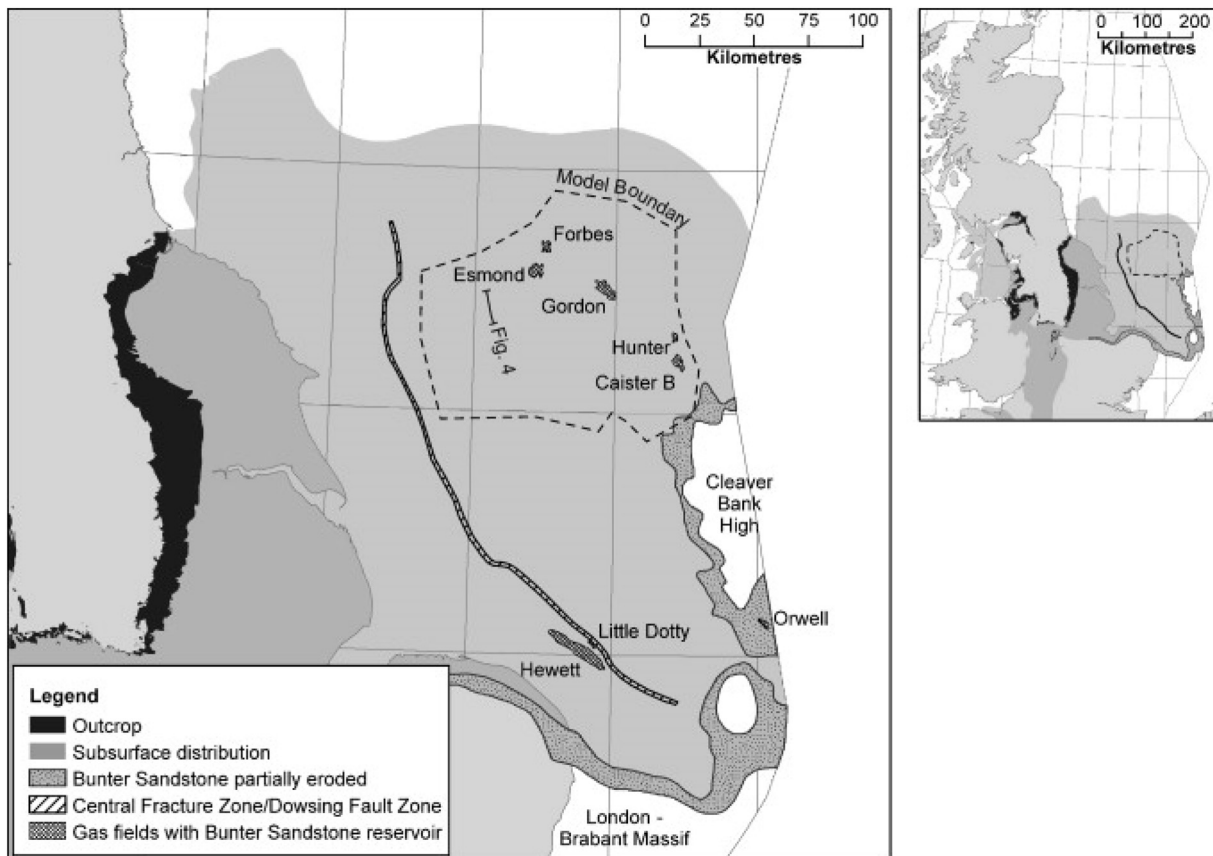 0 25 50 75 100
Kilometres
Model Boundary
Forbes
Esmond
Gordon
Fig. 4
Hunter
Caister B
Cleaver
Bank
High
Orwell
Little Dotty
Hewett
London -
Brabant Massif
Legend
Outcrop
Subsurface distribution
Bunter Sandstone partially eroded
Central Fracture Zone/Dowsing Fault Zone
Gas fields with Bunter Sandstone reservoir
0 100 200
Kilometres